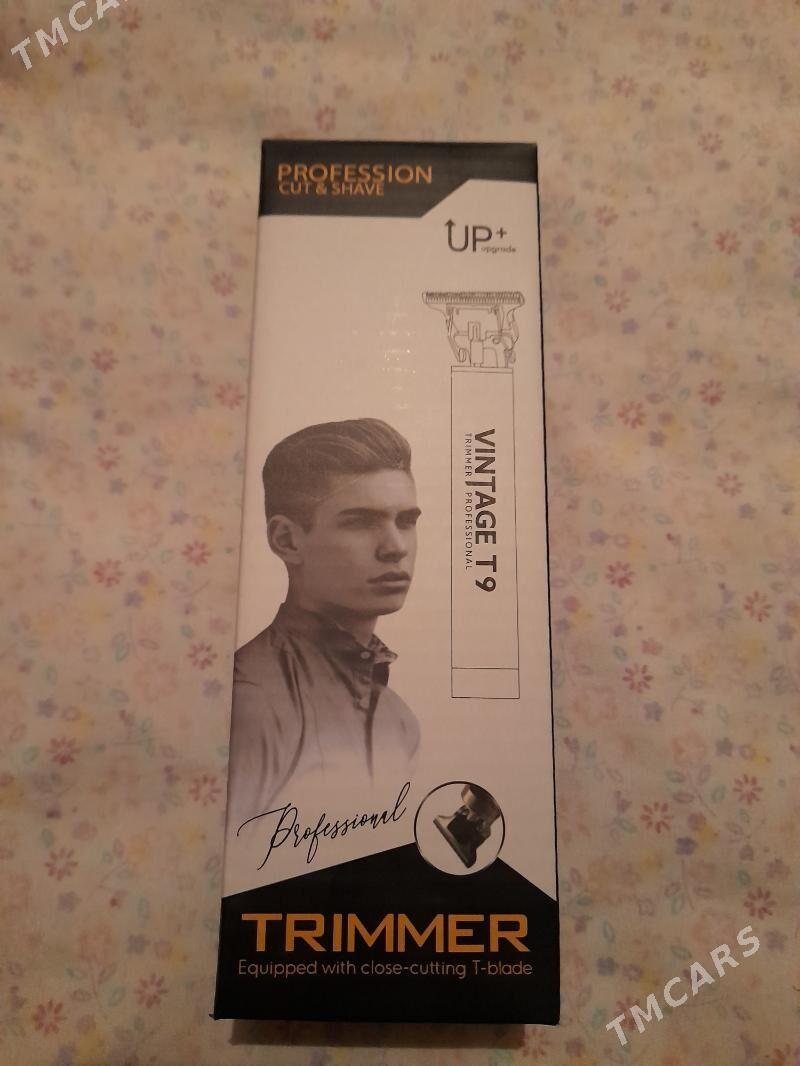 TMCARS
PROFESSION
CUT & SHAVE
UP+
upgrade
VINTAGE T9
TRIMMER PROFESSIONAL
Professional
TRIMMER
Equipped with close-cutting T-blade
TMCARS